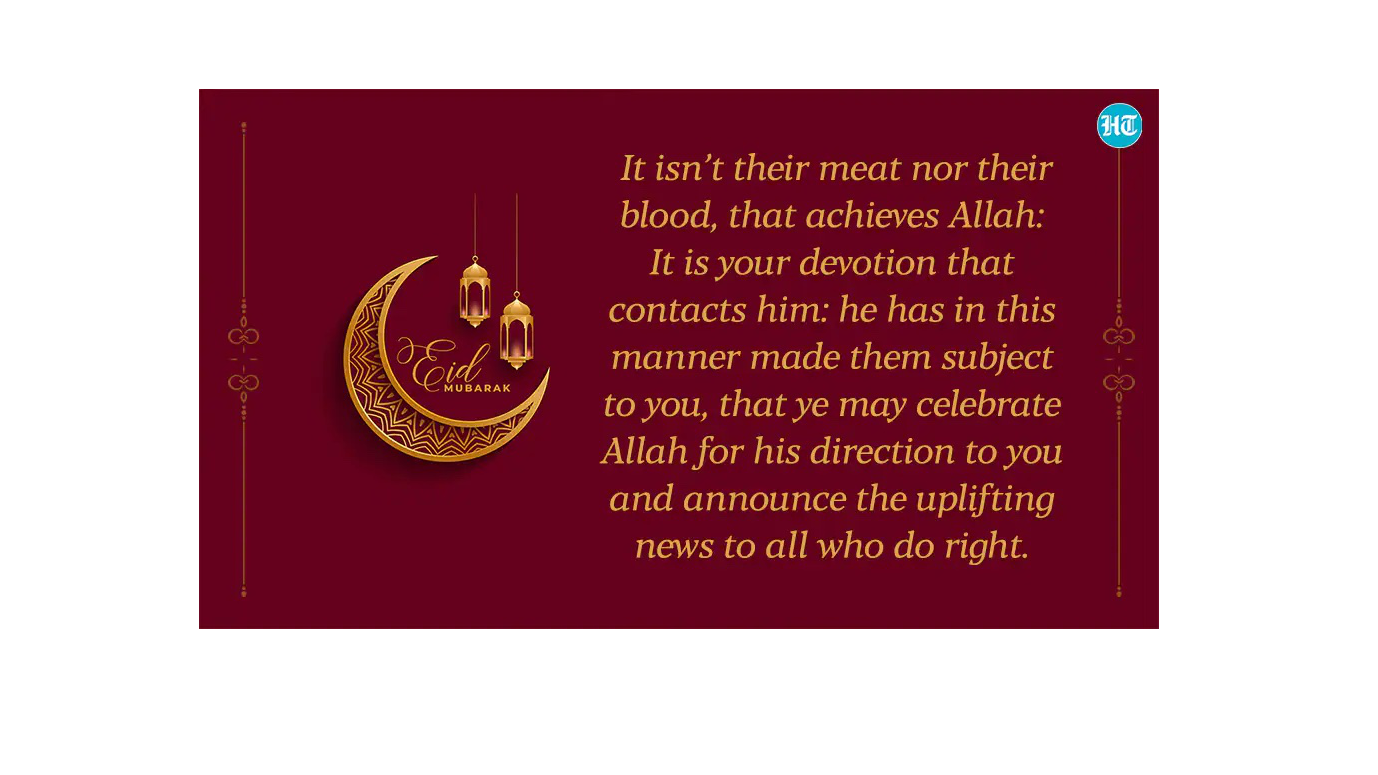 HT
It isn’t their meat nor their
blood, that achieves Allah:
It is your devotion that
contacts him: he has in this
manner made them subject
to you, that ye may celebrate
Allah for his direction to you
and announce the uplifting
news to all who do right.
Eid
MUBARAK